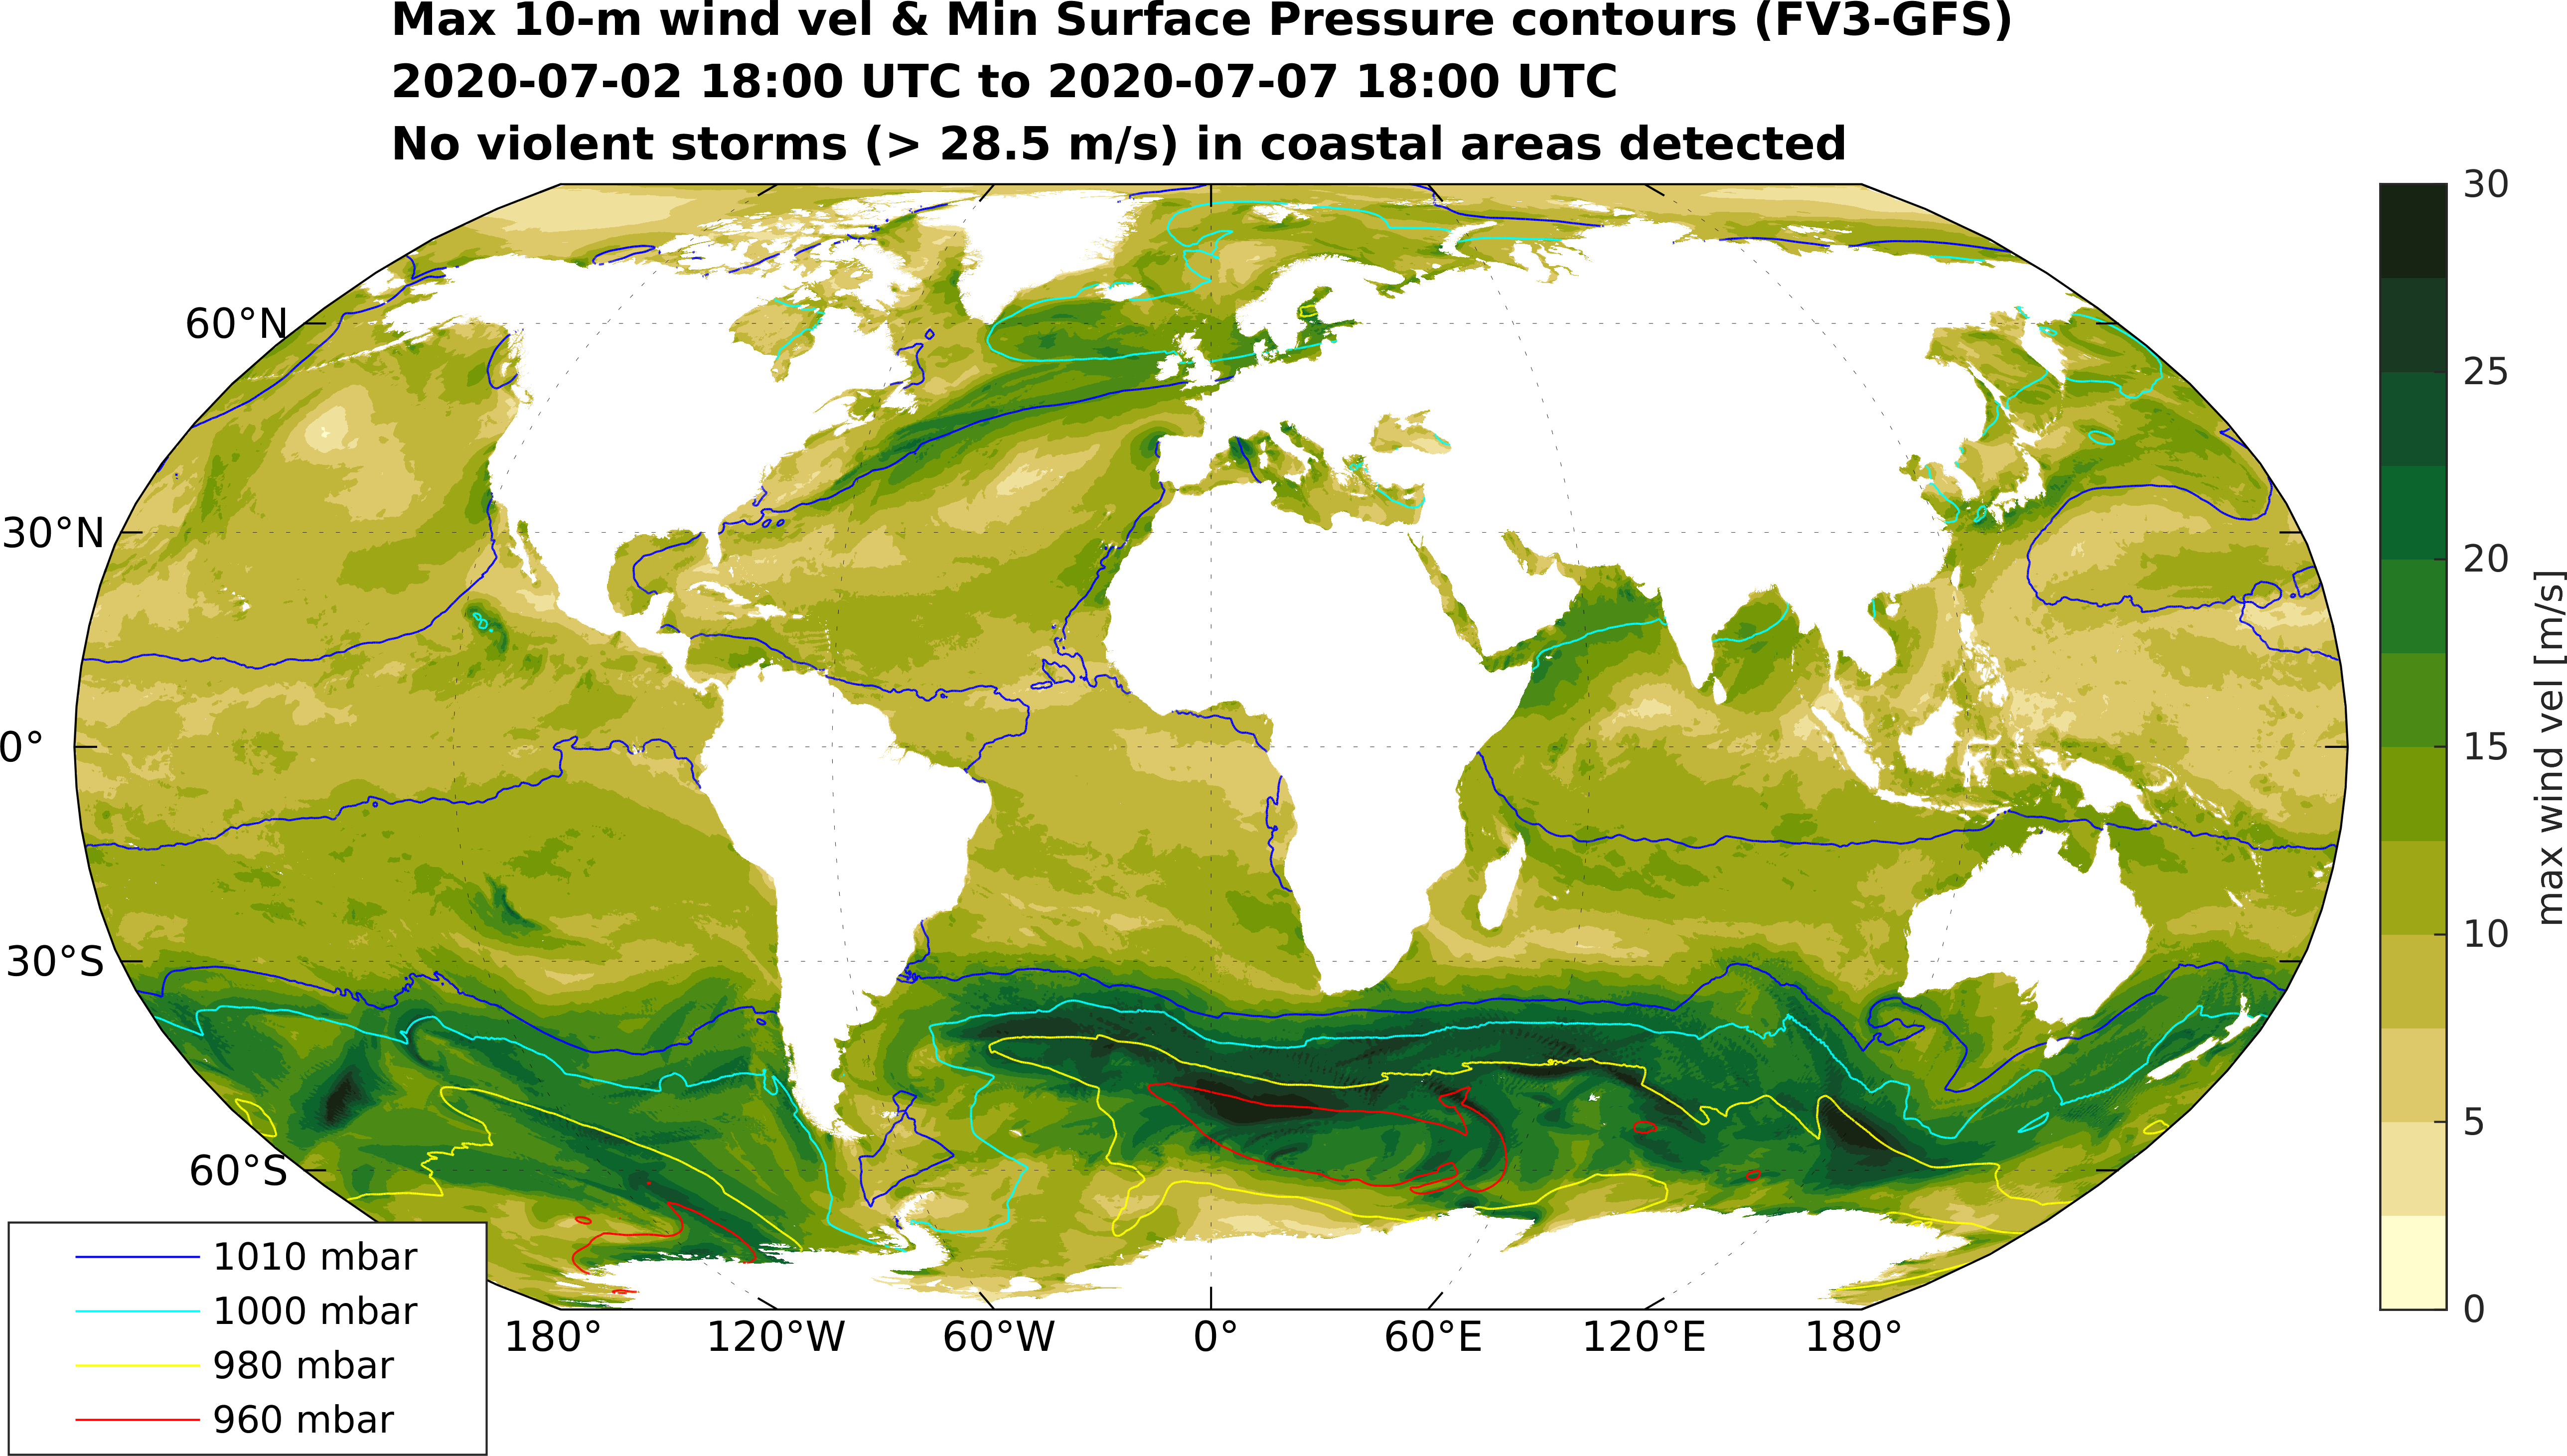 Max 10-m wind vel & Min Surface Pressure contours (FV3-GFS)
2020-07-02 18:00 UTC to 2020-07-07 18:00 UTC
No violent storms (> 28.5 m/s) in coastal areas detected
60°N
30°N
0°
30°S
60°S
180°
120°W
60°W
0°
60°E
120°E
180°
1010 mbar
1000 mbar
980 mbar
960 mbar
30
25
20
15
10
5
0
max wind vel [m/s]